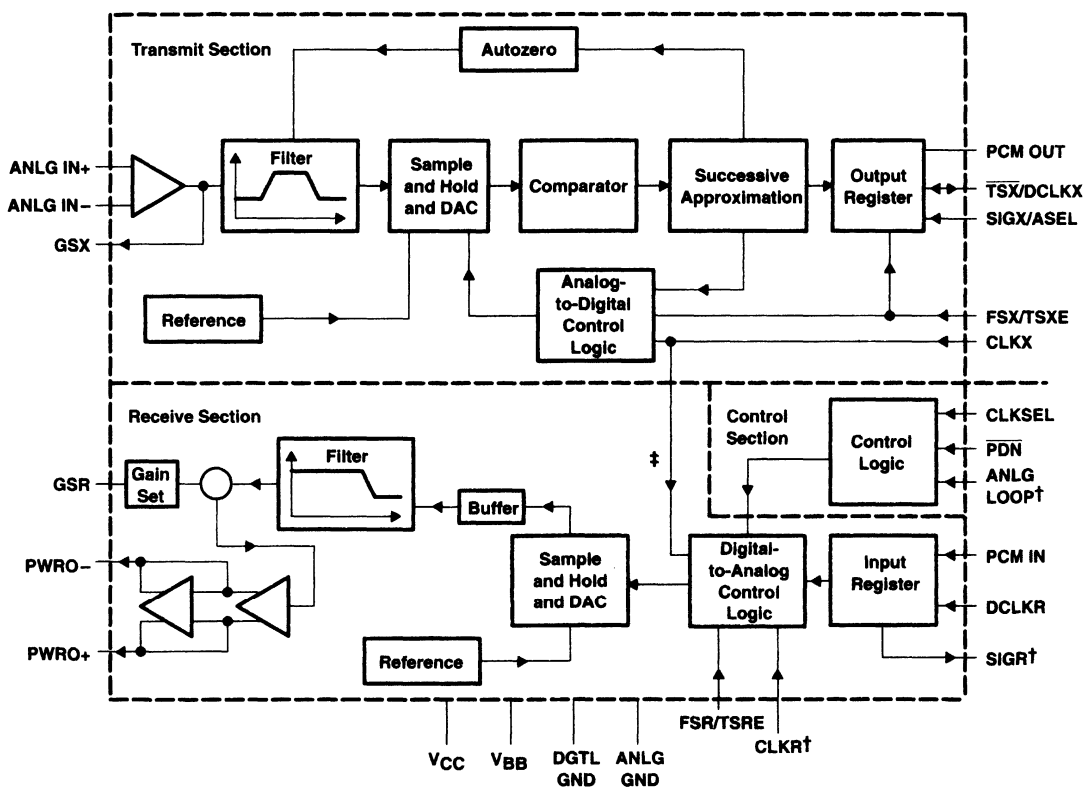 Transmit Section
Autozero
ANLG IN+
ANLG IN−
GSX
Filter
Sample
and Hold
and DAC
Comparator
Successive
Approximation
Output
Register
PCM OUT
TSX/DCLKX
SIGX/ASEL
Reference
Analog-
to-Digital
Control
Logic
FSX/TSXE
CLKX
Receive Section
GSR
Gain
Set
Filter
Buffer
‡
Control
Section
Control
Logic
CLKSEL
PDN
ANLG
LOOP†
PWRO−
PWRO+
Sample
and Hold
and DAC
Reference
Digital-
to-Analog
Control
Logic
Input
Register
PCM IN
DCLKR
SIGR†
VCC
VBB
DGTL
GND
ANLG
GND
FSR/TSRE
CLKR†